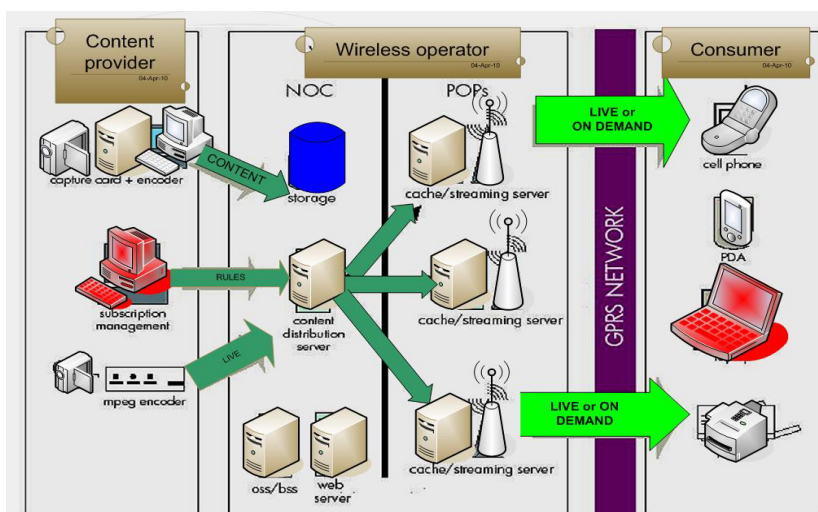 Content
provider
04-Apr-10
Wireless operator
04-Apr-10
Consumer
04-Apr-10
NOC
POPs
capture card + encoder
CONTENT
storage
cache/streaming server
LIVE or
ON DEMAND
cell phone
PDA
subscription
management
RULES
content
distribution
server
cache/streaming server
GPRS NETWORK
LIVE
mpeg encoder
oss/bss
web
server
cache/streaming server
LIVE or ON
DEMAND